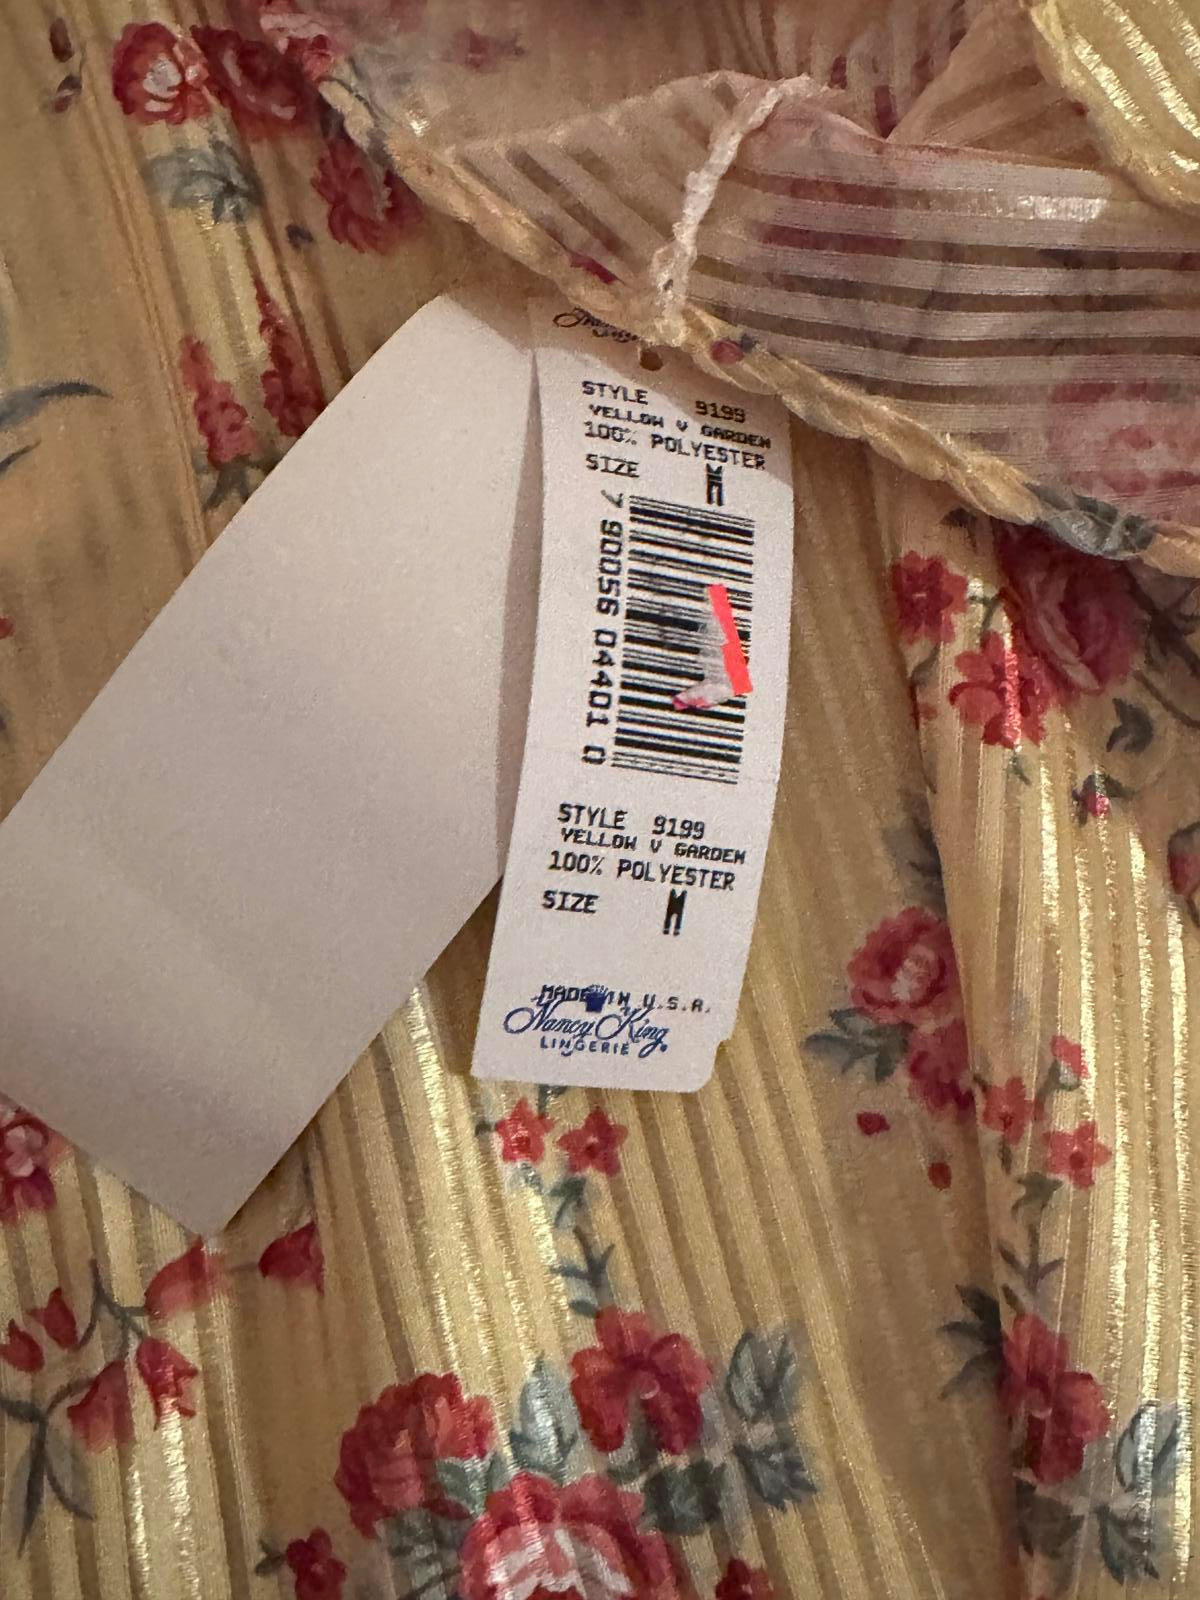 STYLE 9199
YELLOW V GARDEN
100% POLYESTER
SIZE M
7 90056 04401 0
STYLE 9199
YELLOW V GARDEN
100% POLYESTER
SIZE M
MADE IN U.S.A.
Nancy King
LINGERIE